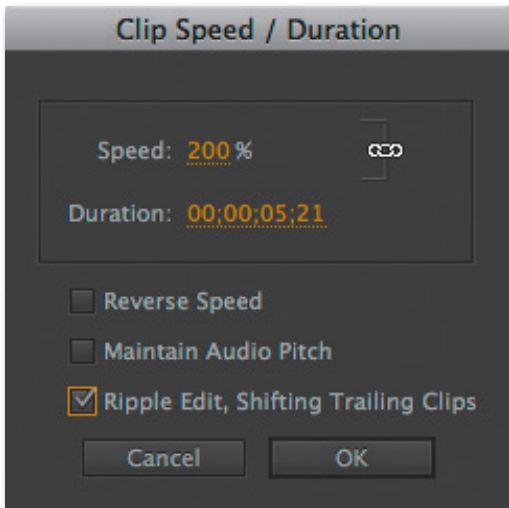 Clip Speed / Duration
Speed: 200 %
Duration: 00;00;05;21
Reverse Speed
Maintain Audio Pitch
Ripple Edit, Shifting Trailing Clips
Cancel OK